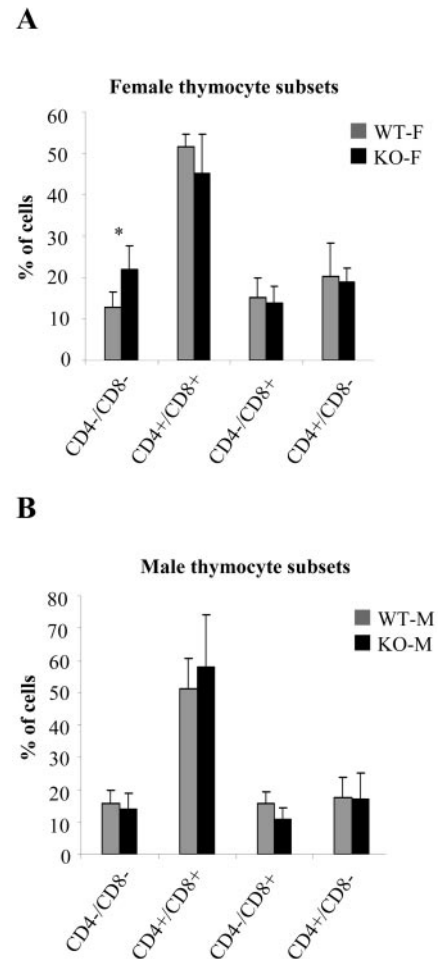 A
Female thymocyte subsets
% of cells
60
50
40
30
20
10
0
*
WT-F
KO-F
CD4-/CD8-
CD4+/CD8+
CD4-/CD8+
CD4+/CD8-
B
Male thymocyte subsets
% of cells
80
70
60
50
40
30
20
10
0
WT-M
KO-M
CD4-/CD8-
CD4+/CD8+
CD4-/CD8+
CD4+/CD8-